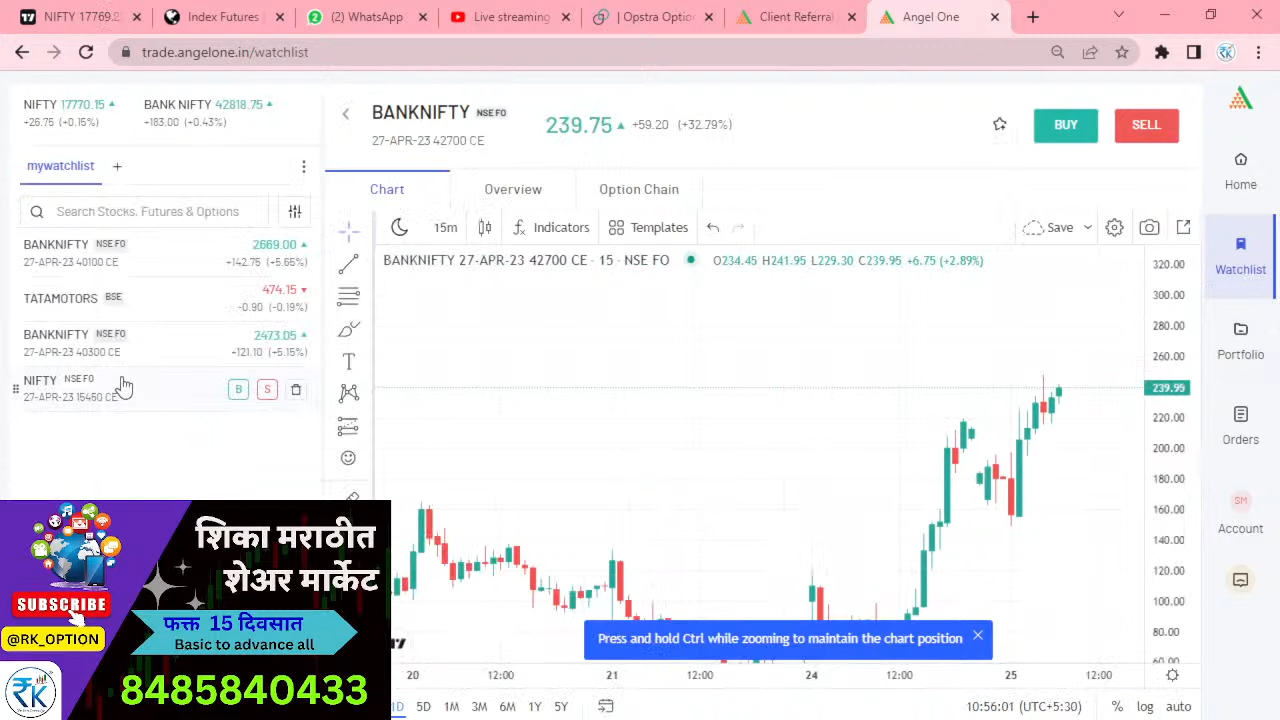 NIFTY 17769.2
Index Futures
(2) WhatsApp
Live streaming
| Opstra Optio
Client Referral
Angel One
trade.angelone.in/watchlist
NIFTY 17770.15
+26.75 (+0.15%)
BANK NIFTY 42818.75
+183.00 (+0.43%)
BANKNIFTY NSE FO
27-APR-23 42700 CE
239.75 +59.20 (+32.79%)
BUY
SELL
mywatchlist +
Chart
Overview
Option Chain
Search Stocks, Futures & Options
15m
Indicators
Templates
Save
BANKNIFTY NSE FO 2669.00
27-APR-23 40100 CE +142.75 (+5.65%)
TATAMOTORS BSE 474.15
-0.90 (-0.19%)
BANKNIFTY NSE FO 2473.05
27-APR-23 40300 CE +121.10 (+5.15%)
NIFTY NSE FO
27-APR-23 15450 CE
B S
BANKNIFTY 27-APR-23 42700 CE · 15 · NSE FO
O234.45 H241.95 L229.30 C239.95 +6.75 (+2.89%)
T
320.00
300.00
280.00
260.00
239.95
220.00
200.00
180.00
160.00
140.00
120.00
100.00
80.00
60.00
Home
Watchlist
Portfolio
Orders
SM
Account
Press and hold Ctrl while zooming to maintain the chart position
20 12:00 21 12:00 24 12:00 25 12:00
1D 5D 1M 3M 6M 1Y 5Y
10:56:01 (UTC+5:30) % log auto
शिका मराठीत
शेअर मार्केट
SUBSCRIBE
@RK_OPTION
फक्त 15 दिवसात
Basic to advance all
8485840433